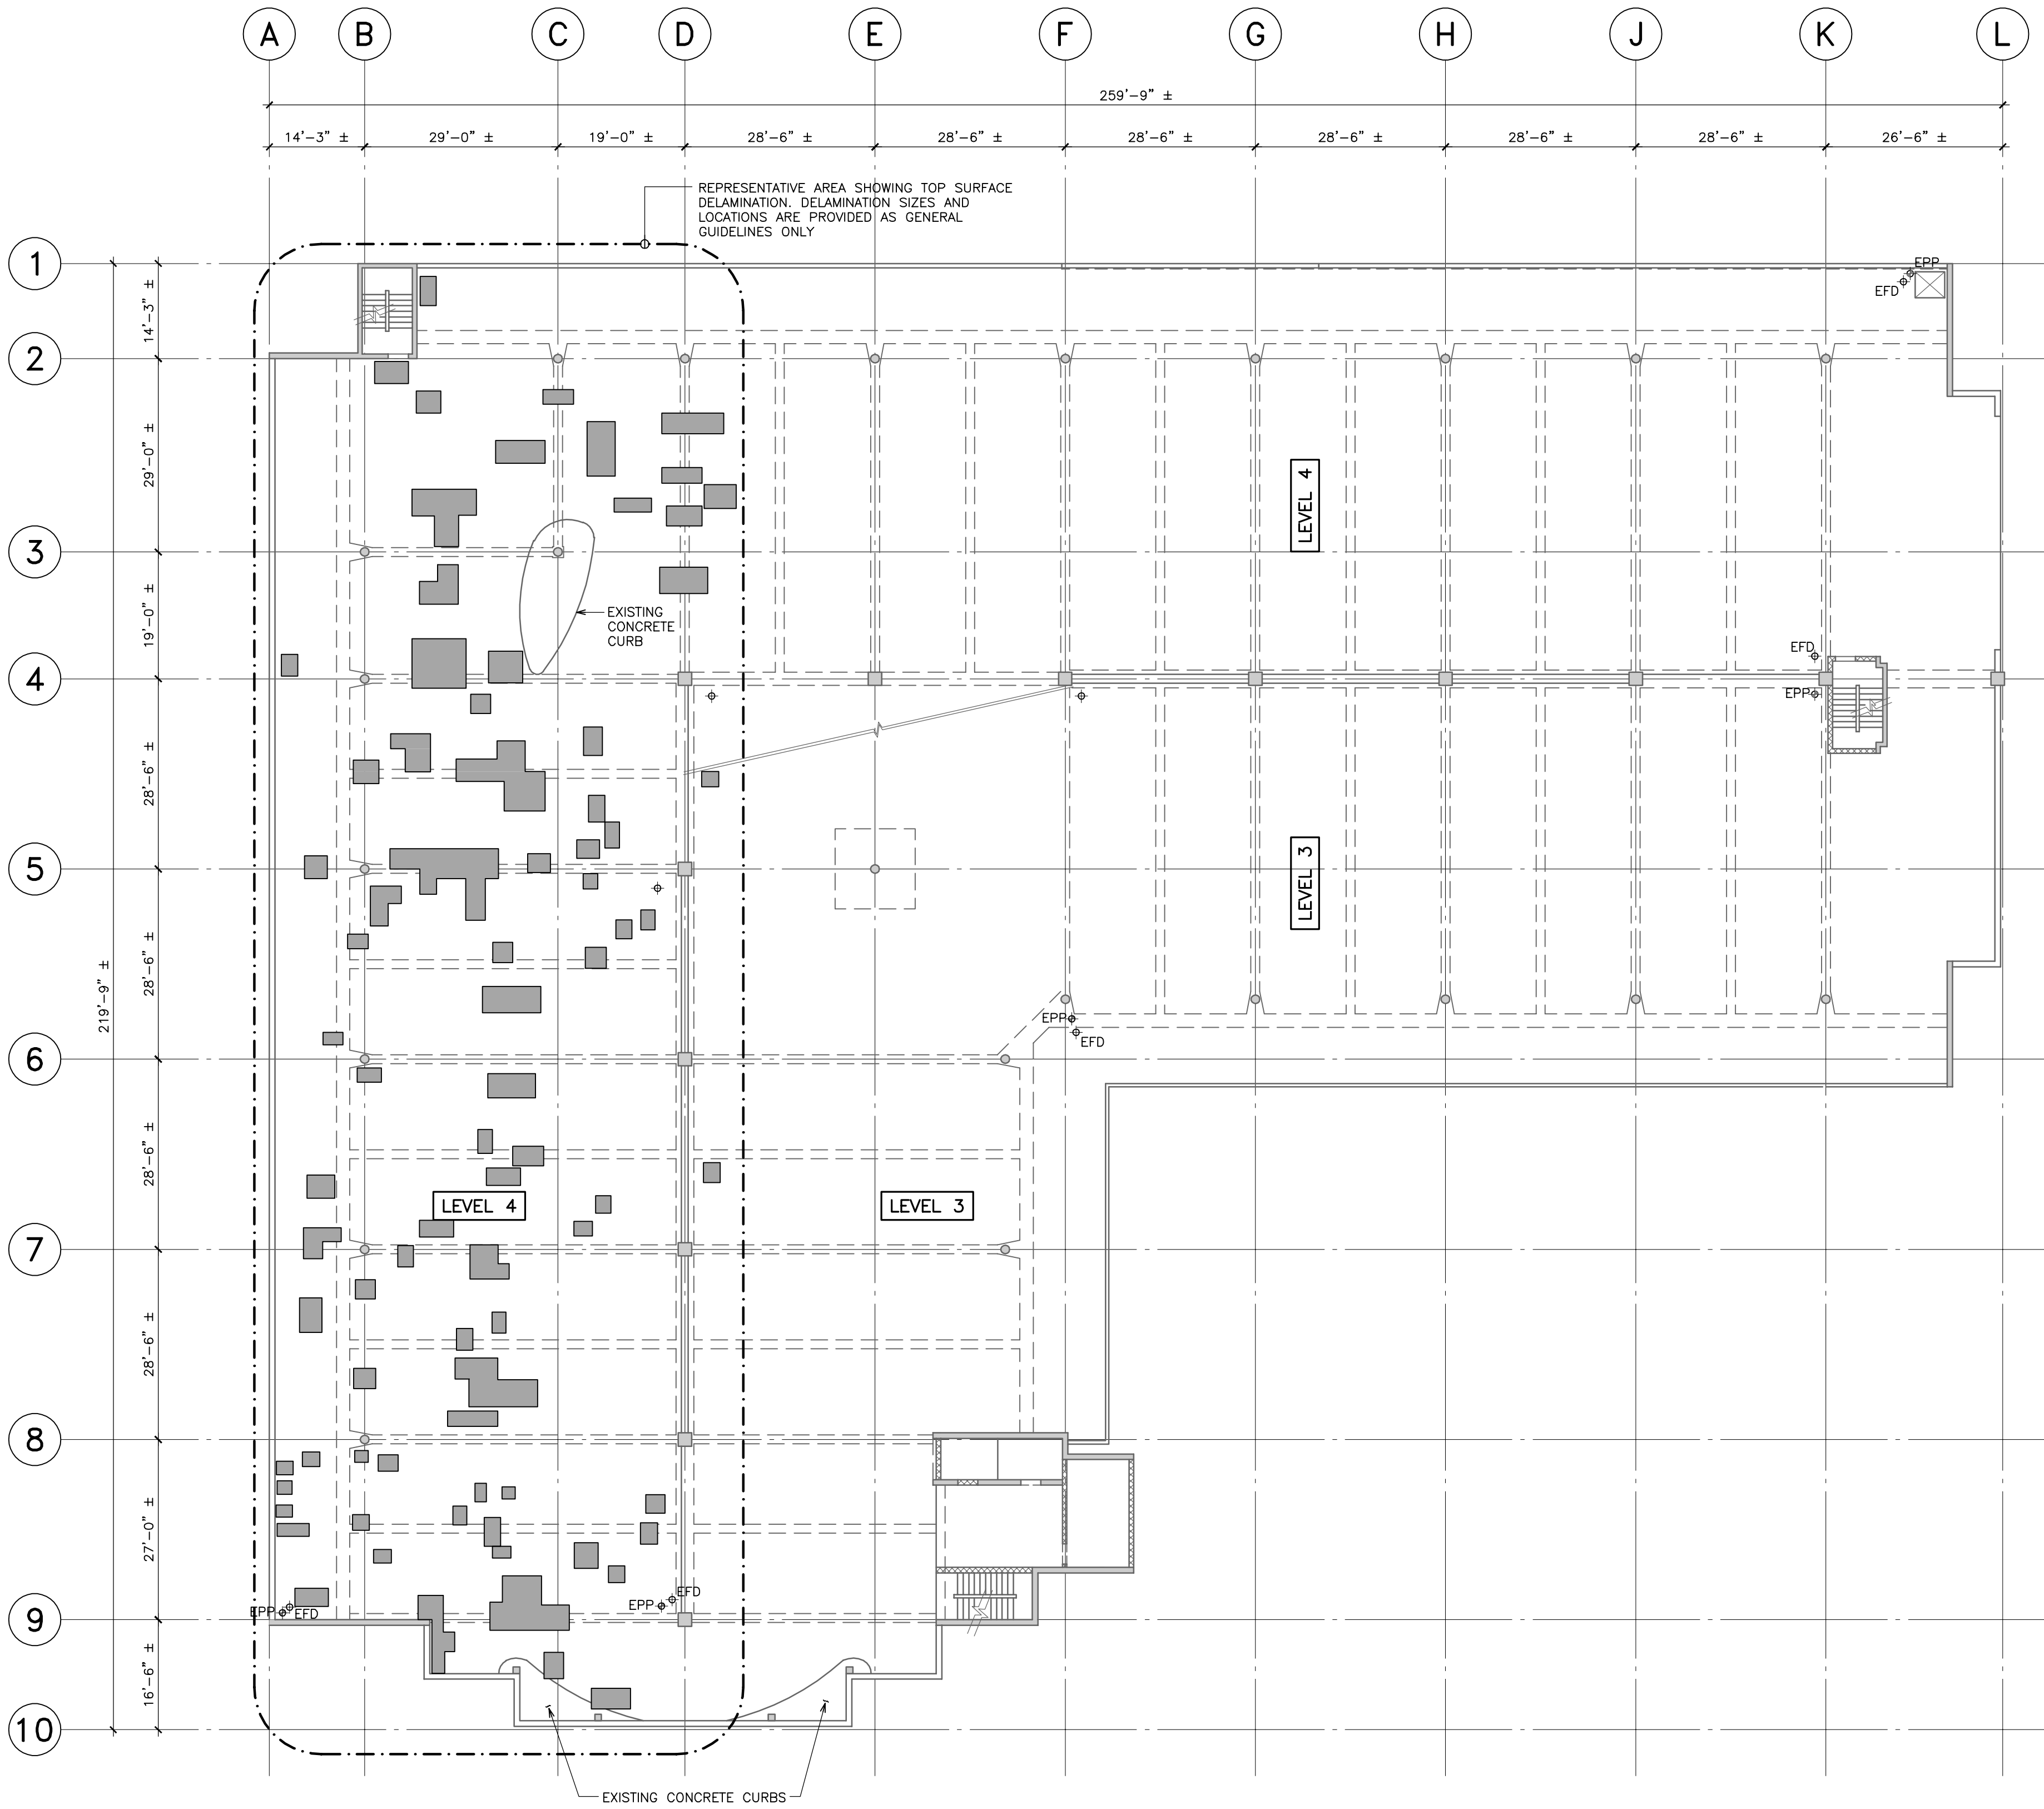 A B C D E F G H J K L
259'-9" ±
14'-3" ± 29'-0" ± 19'-0" ± 28'-6" ± 28'-6" ± 28'-6" ± 28'-6" ± 28'-6" ± 28'-6" ± 26'-6" ±
REPRESENTATIVE AREA SHOWING TOP SURFACE
DELAMINATION. DELAMINATION SIZES AND
LOCATIONS ARE PROVIDED AS GENERAL
GUIDELINES ONLY
1
EPP
EFD
14'-3" ±
2
29'-0" ±
LEVEL 4
3
EXISTING
CONCRETE
CURB
19'-0" ±
EFD
4
EPP
28'-6" ±
LEVEL 3
5
219'-9" ±
28'-6" ±
EPP
EFD
6
28'-6" ±
LEVEL 4
LEVEL 3
7
28'-6" ±
8
27'-0" ±
EFD
EPP
EPP
EFD
9
16'-6" ±
10
EXISTING CONCRETE CURBS